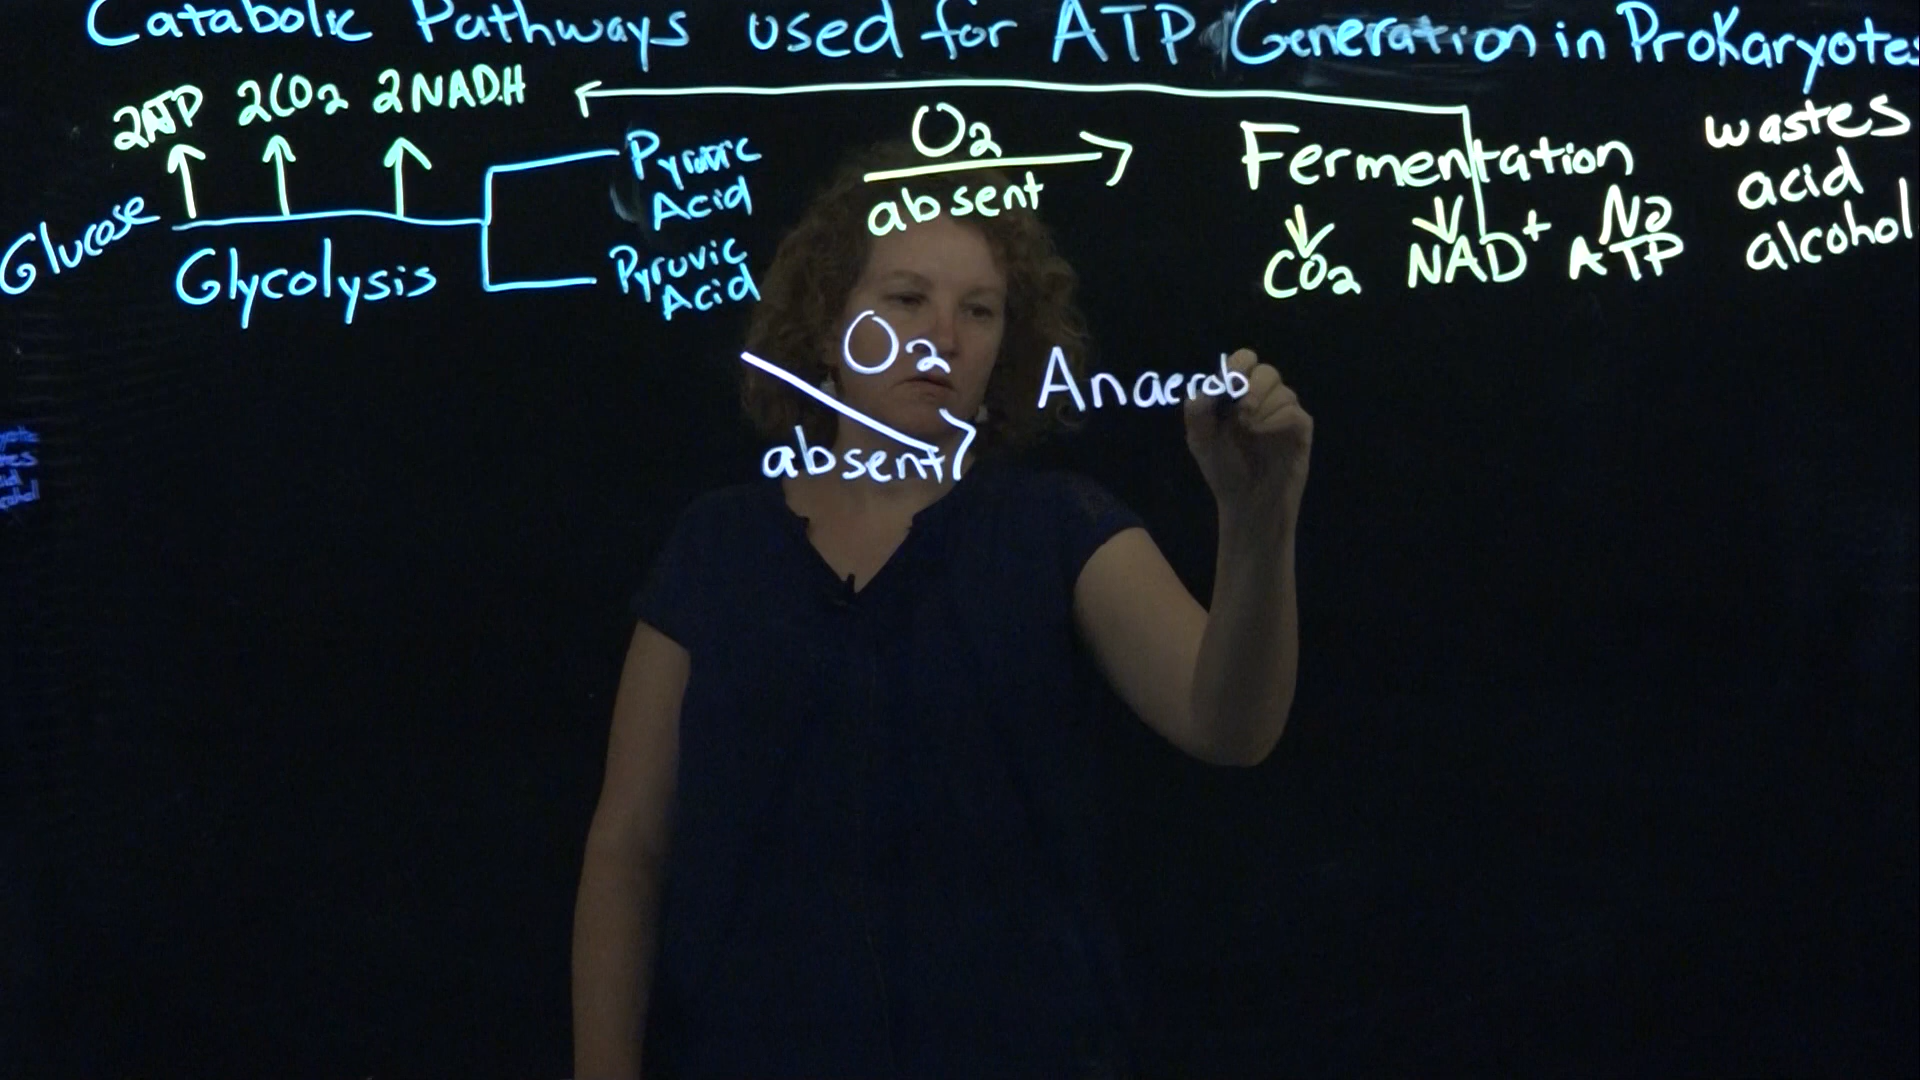 Catabolic Pathways used for ATP Generation in Prokaryotes
2ATP 2CO2 2NADH
Glucose
Glycolysis
Pyruvic
Acid
Pyruvic
Acid
O2
absent
Fermentation
CO2 NAD+ No
ATP
wastes
acid
alcohol
O2
absent
Anaerob